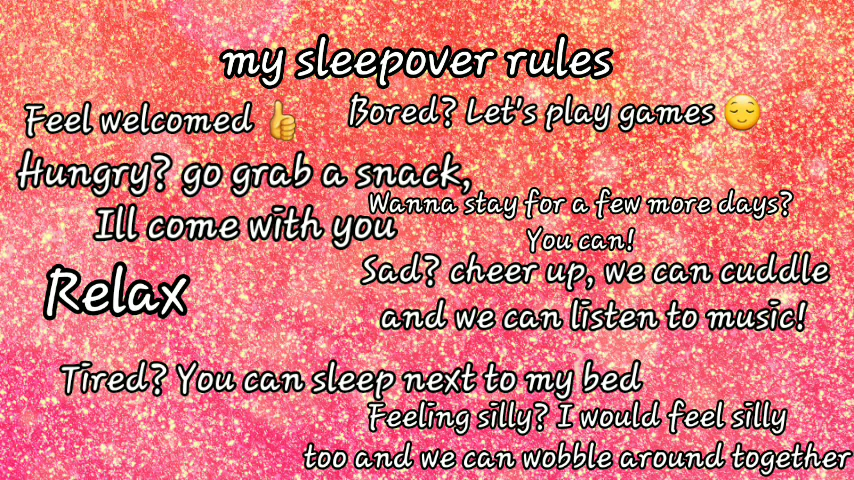 my sleepover rules
Feel welcomed 👍
Bored? Let's play games 😌
Hungry? go grab a snack,
Ill come with you
Wanna stay for a few more days?
You can!
Relax
Sad? cheer up, we can cuddle
and we can listen to music!
Tired? You can sleep next to my bed
Feeling silly? I would feel silly
too and we can wobble around together